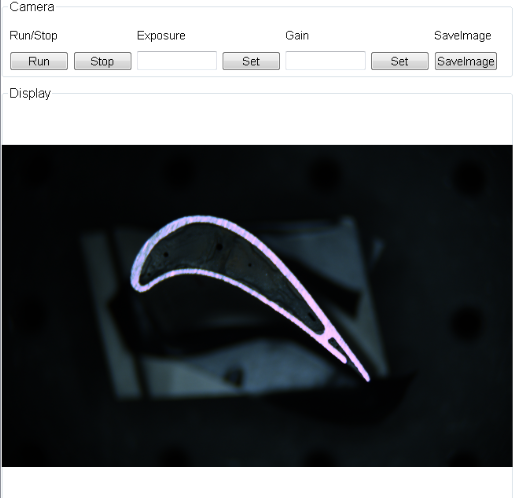 Camera
Run/Stop Exposure Gain SaveImage
Run Stop Set Set SaveImage
Display